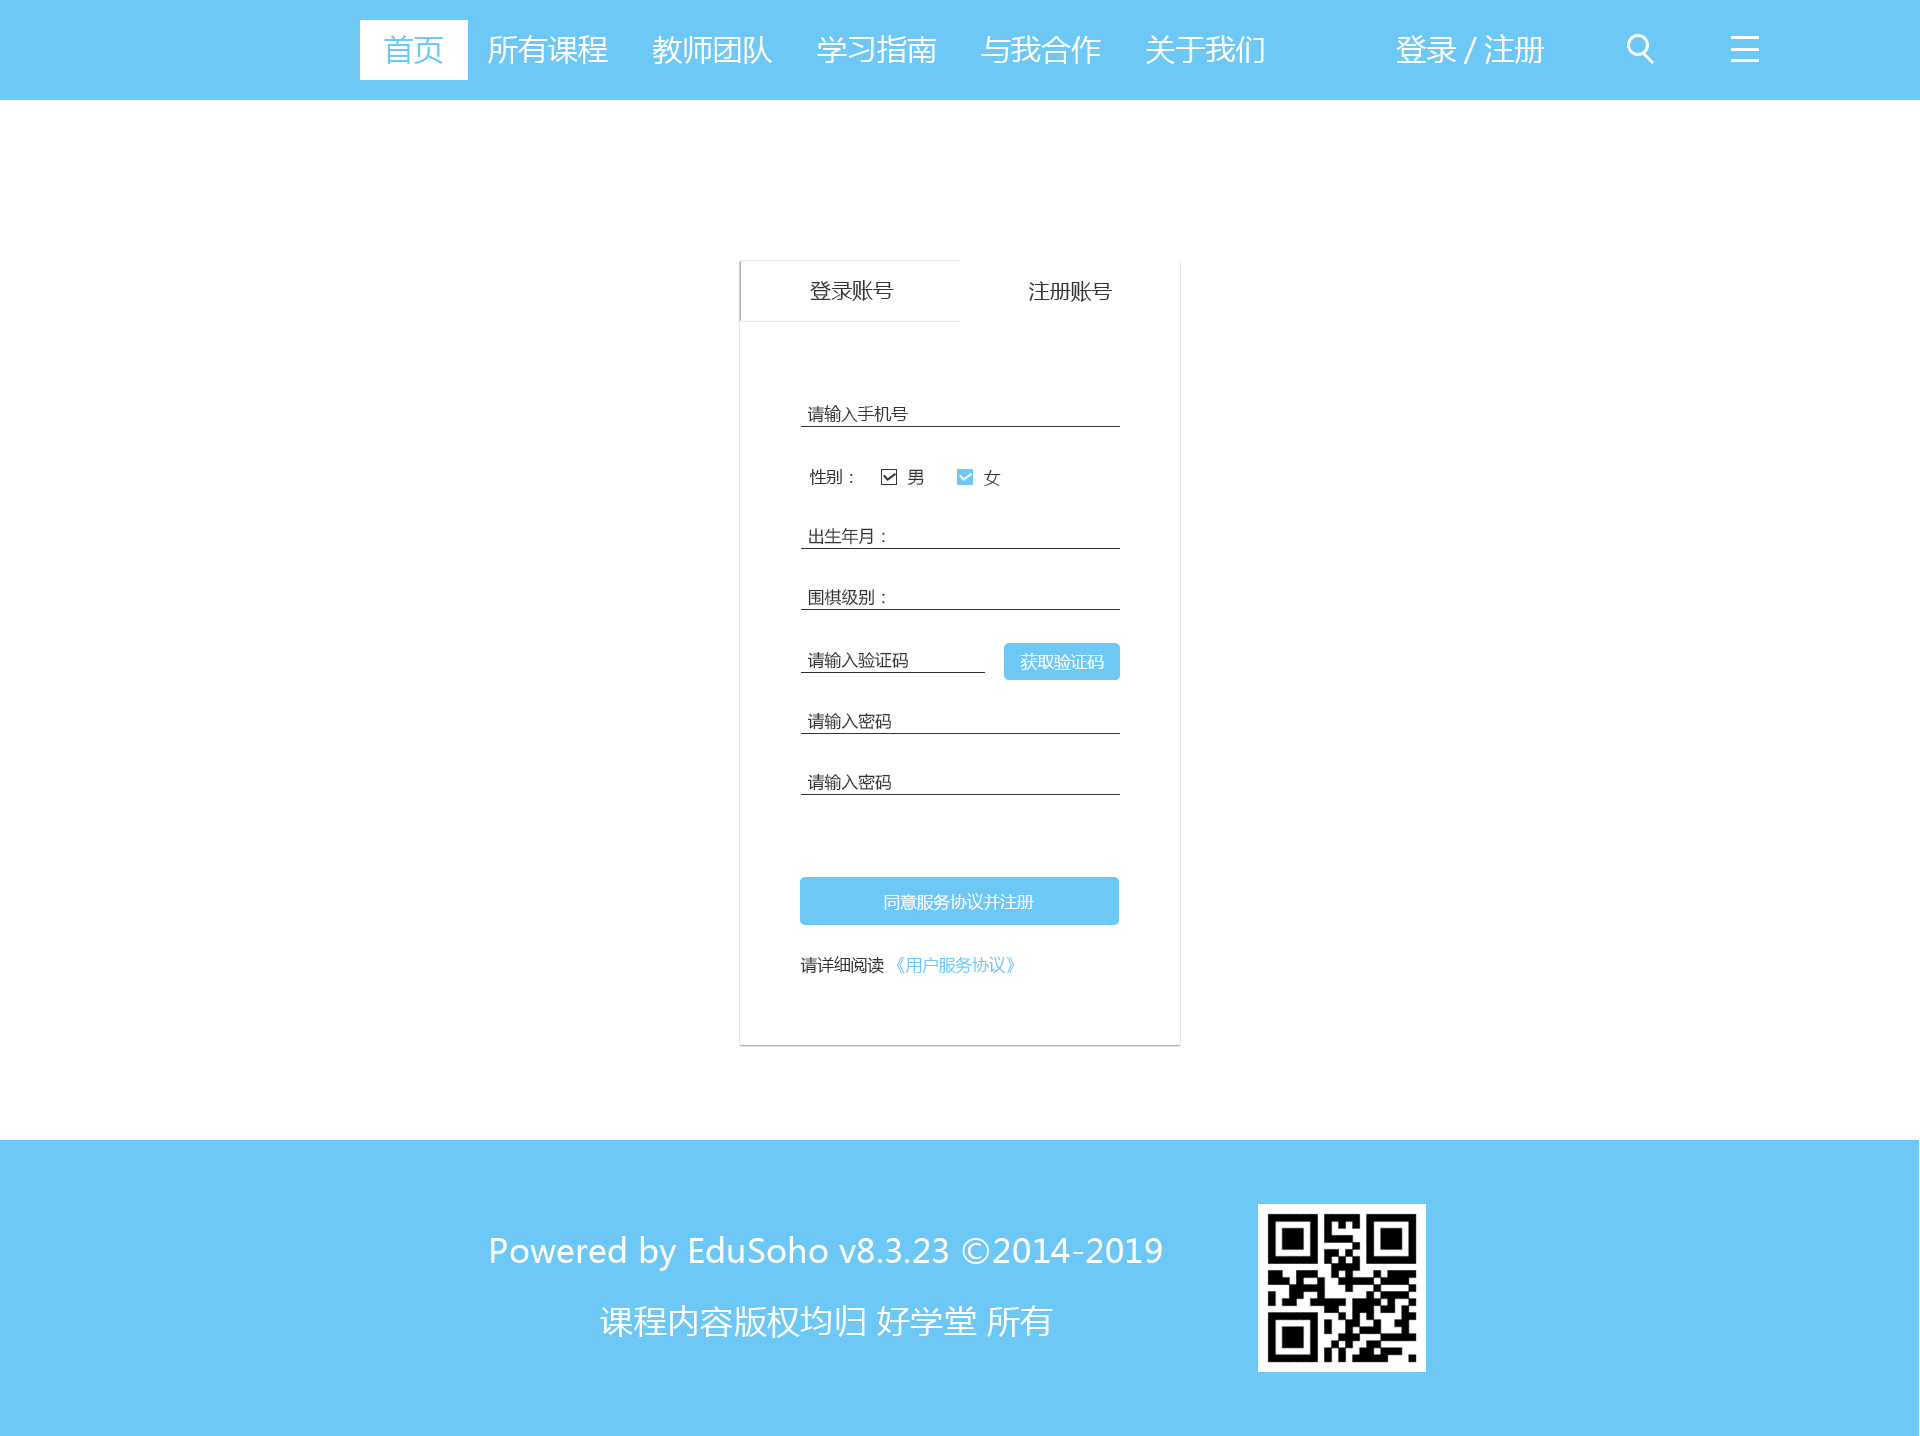 首页 所有课程 教师团队 学习指南 与我合作 关于我们 登录 / 注册
登录账号 注册账号
请输入手机号
性别： 男 女
出生年月：
围棋级别：
请输入验证码 获取验证码
请输入密码
请输入密码
同意服务协议并注册
请详细阅读《用户服务协议》
Powered by EduSoho v8.3.23 ©2014-2019
课程内容版权均归 好学堂 所有